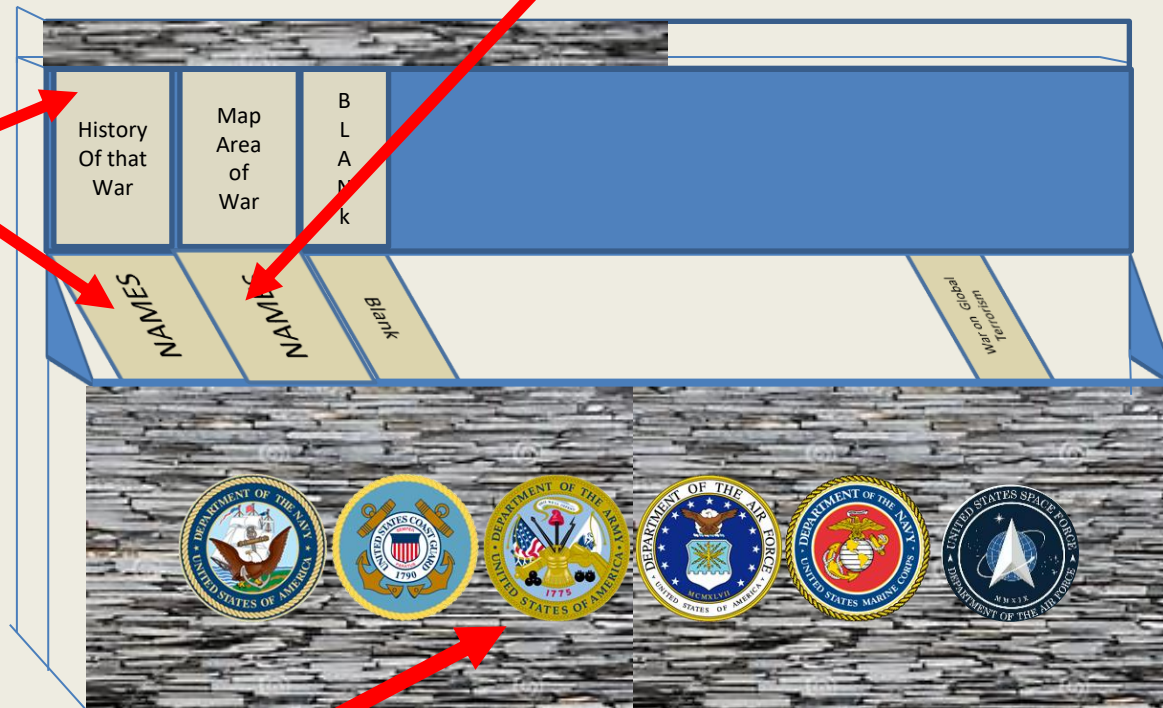 History
Of that
War
Map
Area
of
War
B
L
A
N
k
NAMES
NAMES
Blank
War on Global
Terrorism
DEPARTMENT OF THE NAVY
UNITED STATES OF AMERICA
UNITED STATES COAST GUARD
1790
DEPARTMENT OF THE ARMY
1775
UNITED STATES OF AMERICA
DEPARTMENT OF THE AIR FORCE
MCMXLVII
UNITED STATES OF AMERICA
DEPARTMENT OF THE NAVY
UNITED STATES MARINE CORPS
UNITED STATES SPACE FORCE
MMXIX
DEPARTMENT OF THE AIR FORCE